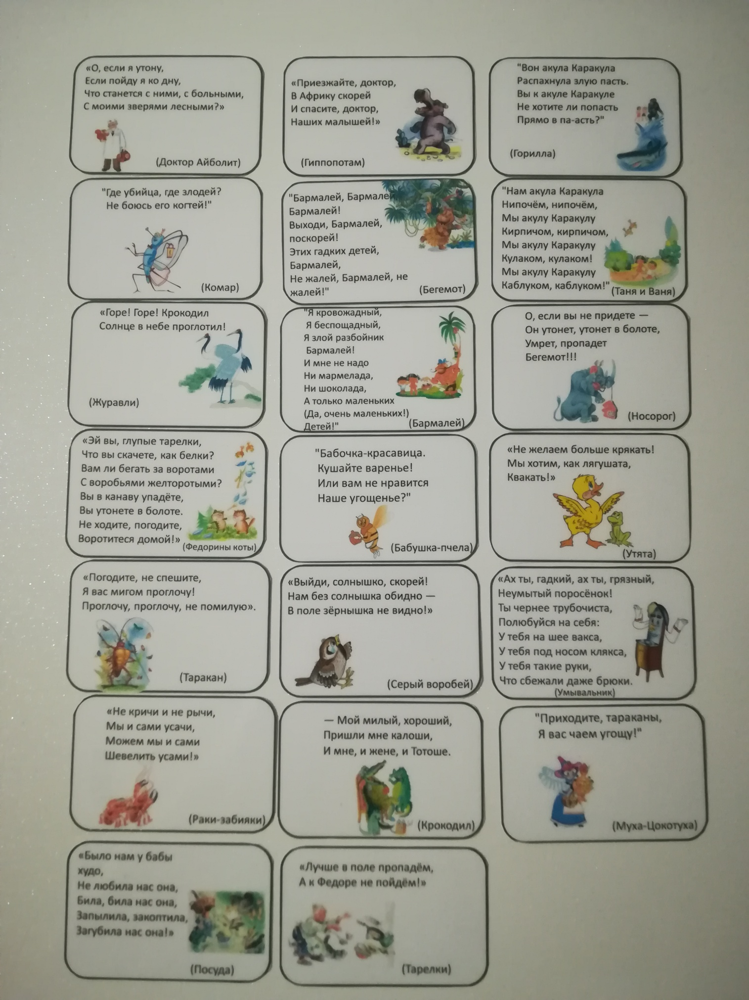 «О, если я утону,
Если пойду я ко дну,
Что станется с ними, с больными,
С моими зверями лесными?»
(Доктор Айболит)
«Приезжайте, доктор,
В Африку скорей
И спасите, доктор,
Наших малышей!»
(Гиппопотам)
"Вон акула Каракула
Распахнула злую пасть.
Вы к акуле Каракуле
Не хотите ли попасть
Прямо в па-асть?"
(Горилла)
"Где убийца, где злодей?
Не боюсь его когтей!"
(Комар)
"Бармалей, Бармалей,
Бармалей!
Выходи, Бармалей,
поскорей!
Этих гадких детей,
Бармалей,
Не жалей, Бармалей, не
жалей!"
(Бегемот)
"Нам акула Каракула
Нипочём, нипочём,
Мы акулу Каракулу
Кирпичом, кирпичом,
Мы акулу Каракулу
Кулаком, кулаком!
Мы акулу Каракулу
Каблуком, каблуком!"
(Таня и Ваня)
«Горе! Горе! Крокодил
Солнце в небе проглотил!
(Журавли)
"Я кровожадный,
Я беспощадный,
Я злой разбойник
Бармалей!
И мне не надо
Ни мармелада,
Ни шоколада,
А только маленьких
(Да, очень маленьких!)
Детей!"
(Бармалей)
О, если вы не придете —
Он утонет, утонет в болоте,
Умрет, пропадет
Бегемот!!!
(Носорог)
«Эй вы, глупые тарелки,
Что вы скачете, как белки?
Вам ли бегать за воротами
С воробьями желторотыми?
Вы в канаву упадёте,
Вы утонете в болоте.
Не ходите, погодите,
Воротитеся домой!»
(Федорины коты)
"Бабочка-красавица.
Кушайте варенье!
Или вам не нравится
Наше угощенье?"
(Бабушка-пчела)
«Не желаем больше крякать!
Мы хотим, как лягушата,
Квакать!»
(Утята)
«Погодите, не спешите,
Я вас мигом проглочу!
Проглочу, проглочу, не помилую».
(Таракан)
«Выйди, солнышко, скорей!
Нам без солнышка обидно —
В поле зёрнышка не видно!»
(Серый воробей)
«Ах ты, гадкий, ах ты, грязный,
Неумытый поросёнок!
Ты чернее трубочиста,
Полюбуйся на себя:
У тебя на шее вакса,
У тебя под носом клякса,
У тебя такие руки,
Что сбежали даже брюки.
(Умывальник)
«Не кричи и не рычи,
Мы и сами усачи,
Можем мы и сами
Шевелить усами!»
(Раки-забияки)
— Мой милый, хороший,
Пришли мне калоши,
И мне, и жене, и Тотоше.
(Крокодил)
"Приходите, тараканы,
Я вас чаем угощу!"
(Муха-Цокотуха)
«Было нам у бабы
худо,
Не любила нас она,
Била, била нас она,
Запылила, закоптила,
Загубила нас она!»
(Посуда)
«Лучше в поле пропадём,
А к Федоре не пойдём!»
(Тарелки)